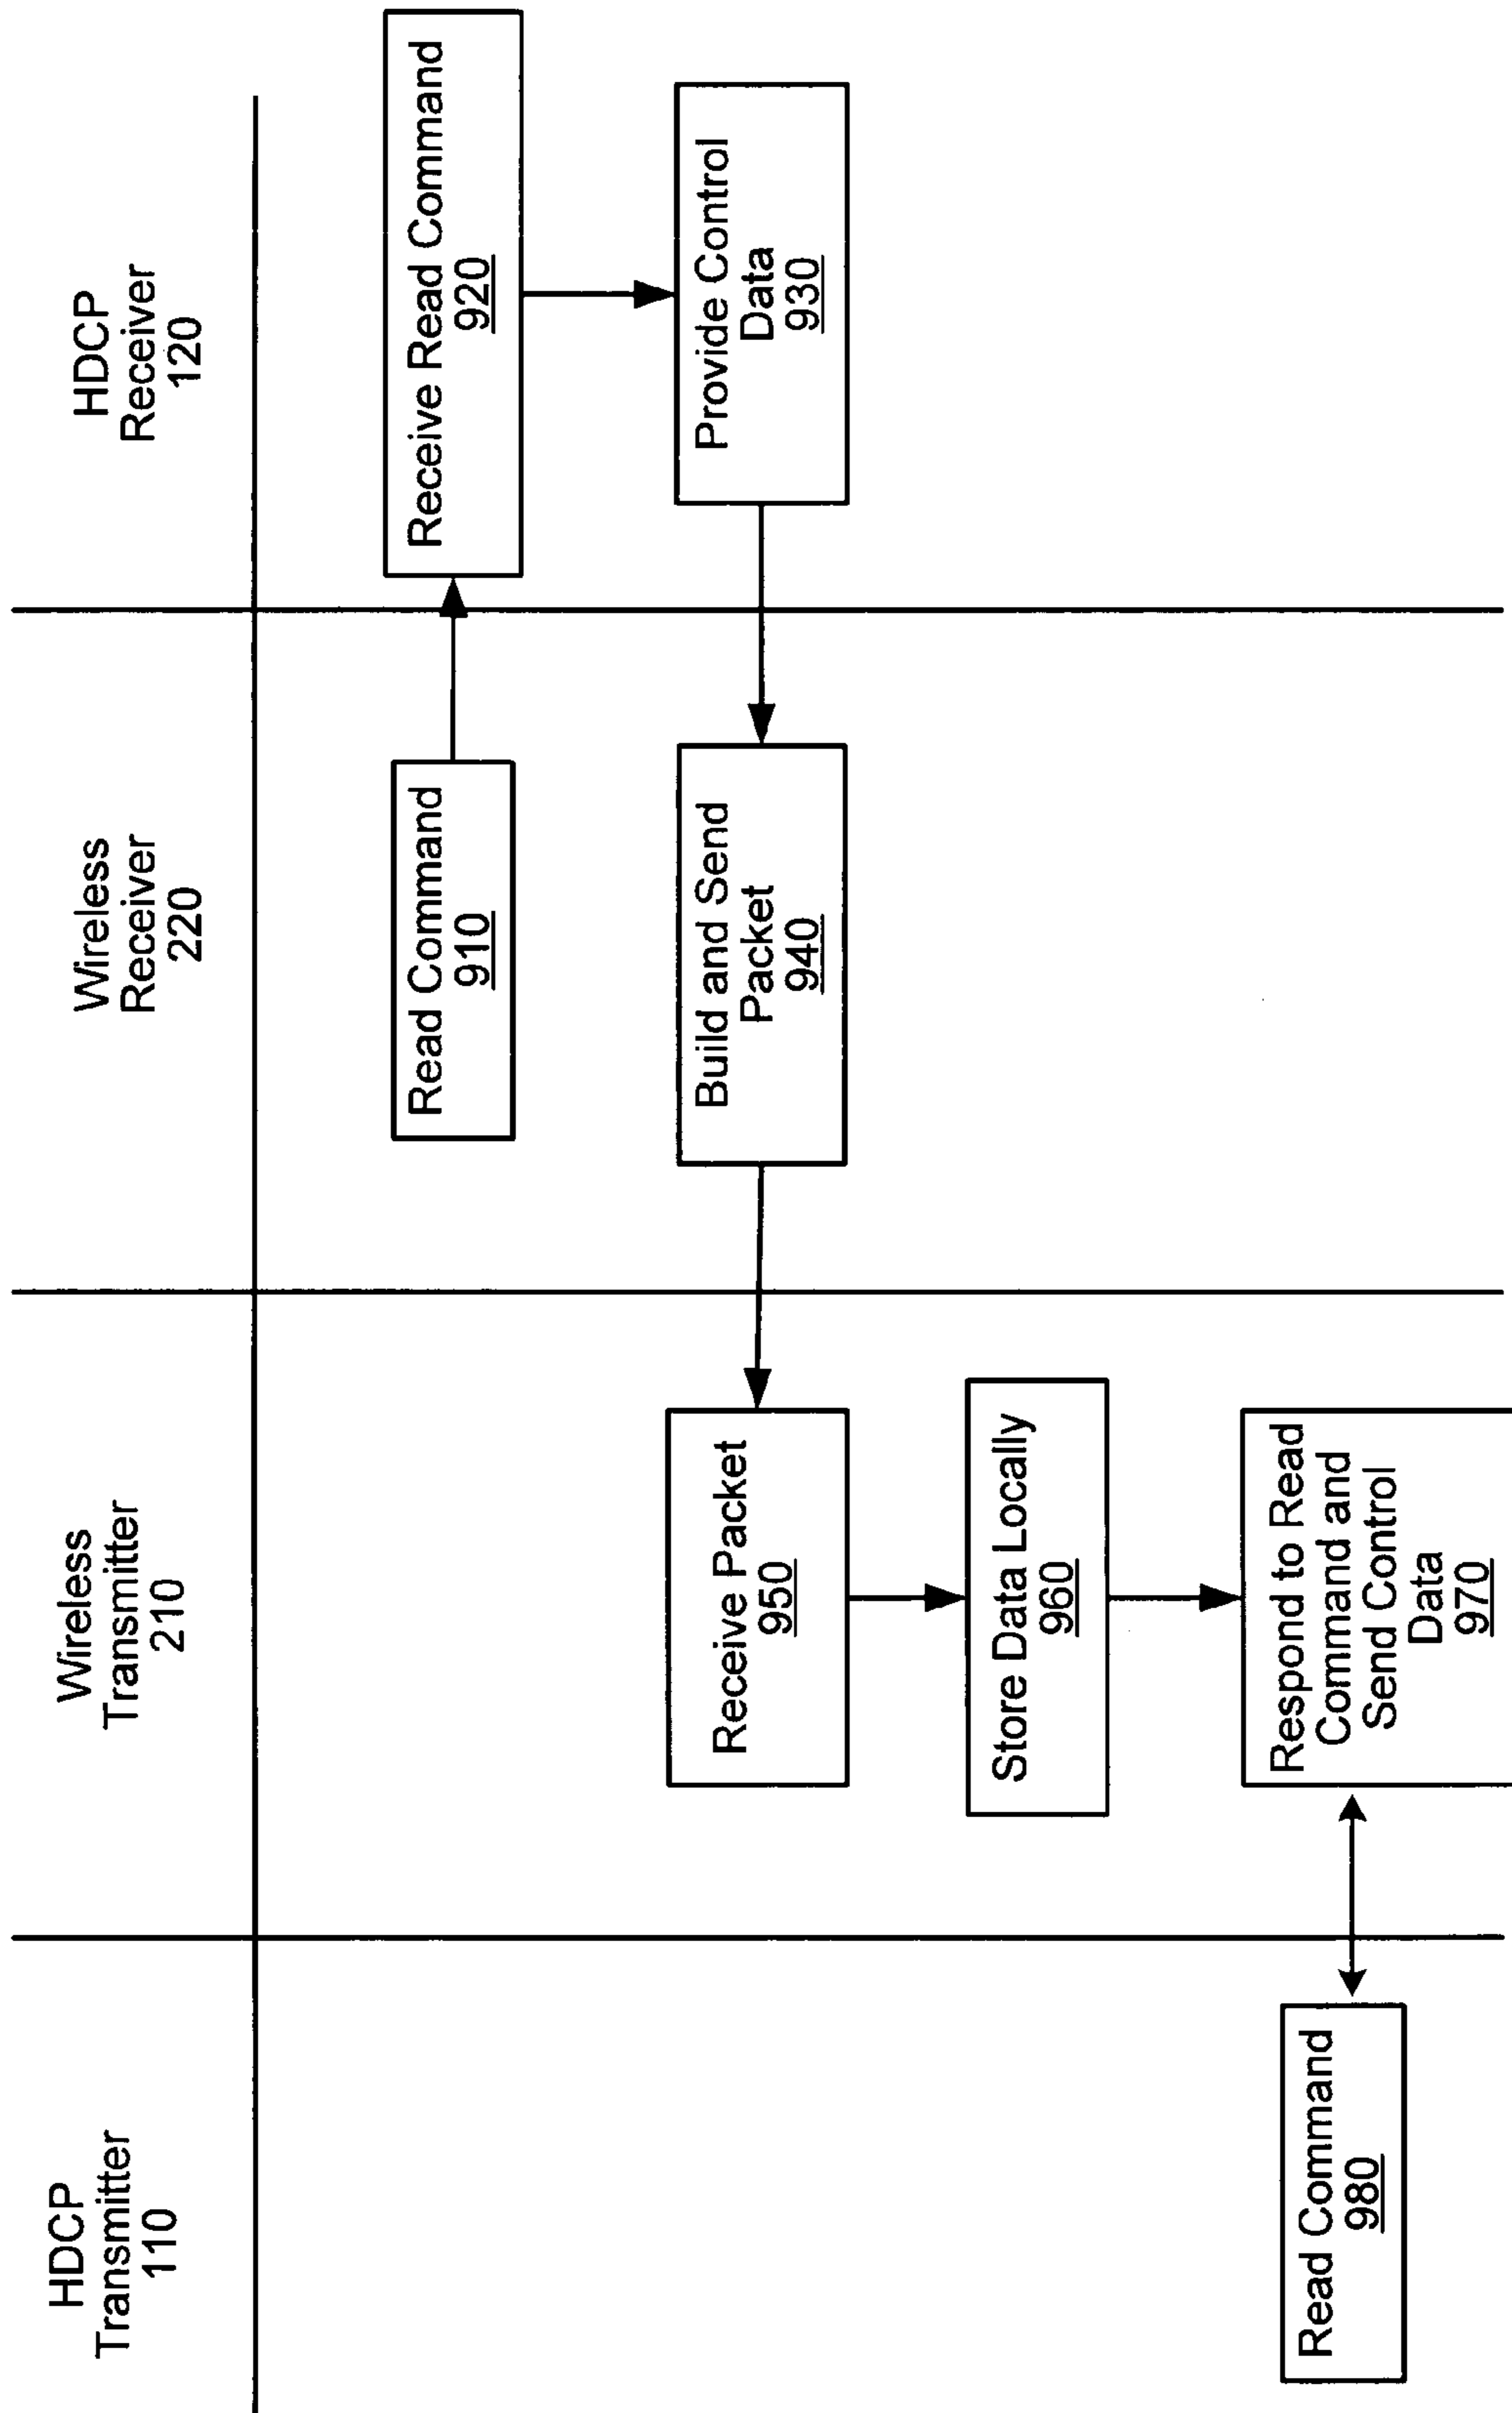 HDCP
Transmitter
110
Wireless
Transmitter
210
Wireless
Receiver
220
HDCP
Receiver
120
Read Command
910
Receive Read Command
920
Provide Control
Data
930
Build and Send
Packet
940
Receive Packet
950
Store Data Locally
960
Respond to Read
Command and
Send Control
Data
970
Read Command
980